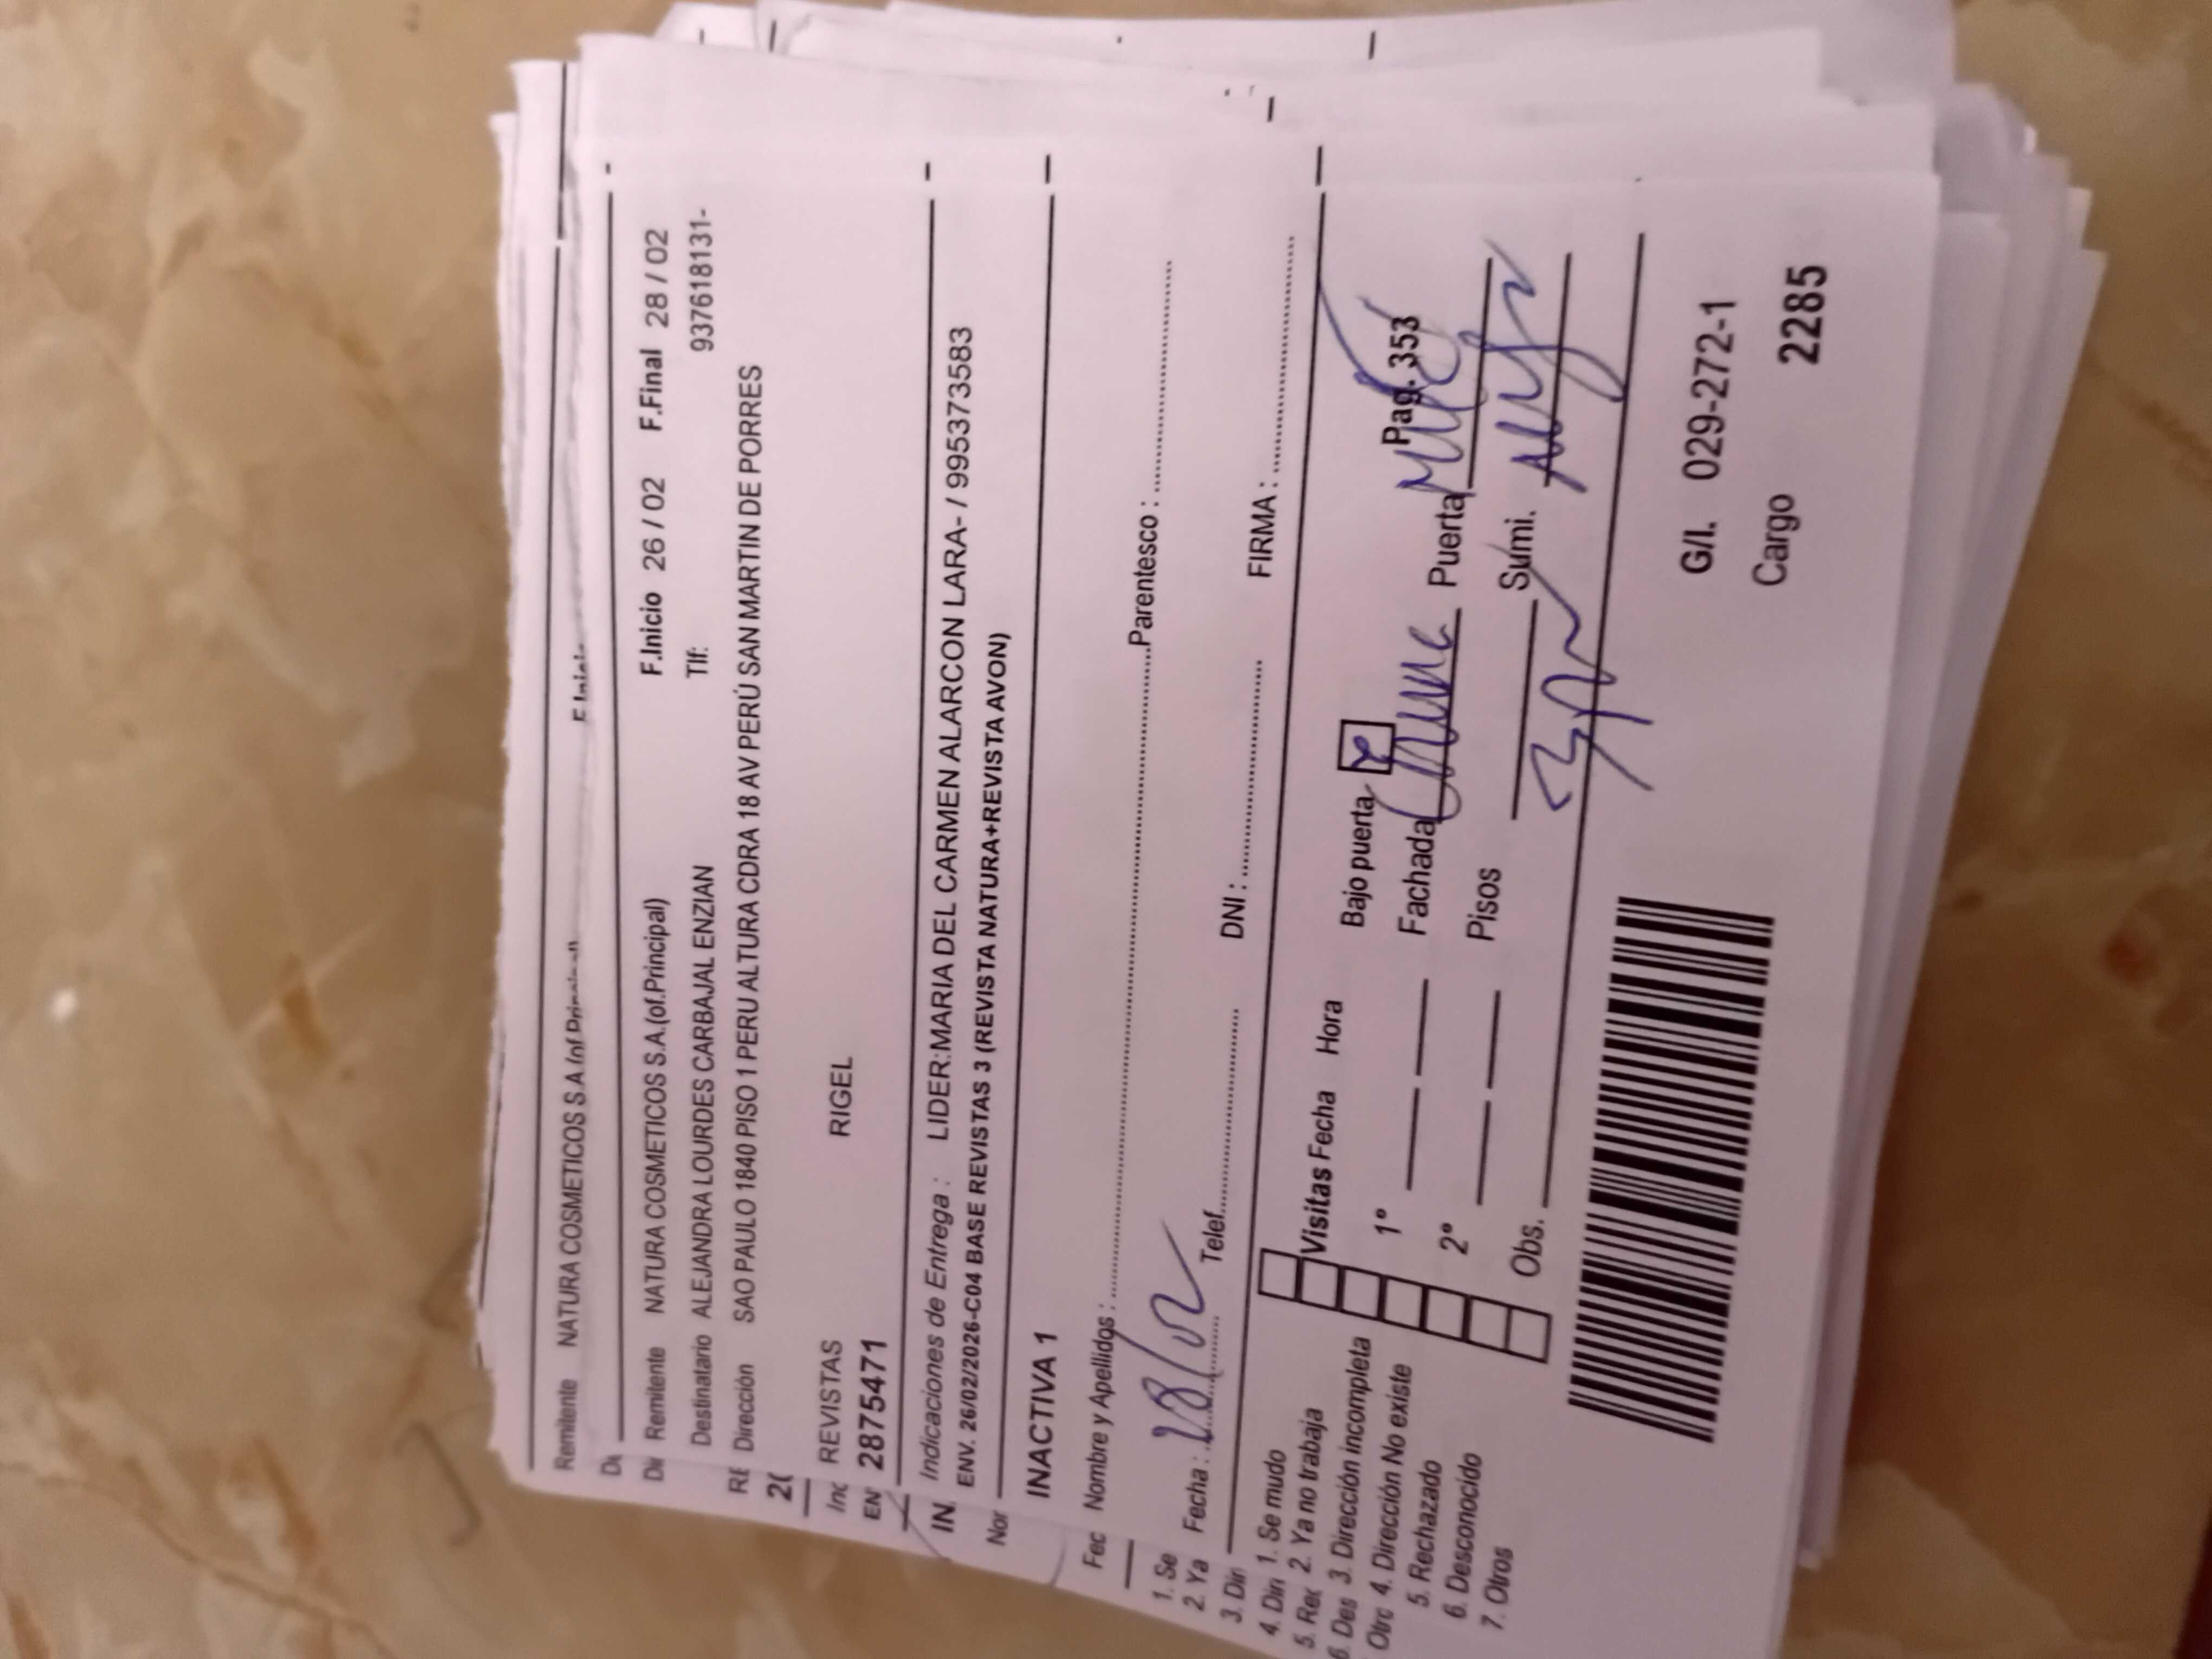 Remitente NATURA COSMETICOS S.A.
Remitente NATURA COSMETICOS S.A.(of.Principal) F.Inicio 26 / 02 F.Final 28 / 02
Destinatario ALEJANDRA LOURDES CARBAJAL ENZIAN Tlf: 937618131-
Dirección SAO PAULO 1840 PISO 1 PERU ALTURA CDRA 18 AV PERÚ SAN MARTIN DE PORRES
REVISTAS RIGEL
2875471
Indicaciones de Entrega : LIDER:MARIA DEL CARMEN ALARCON LARA- / 995373583
ENV. 26/02/2026-C04 BASE REVISTAS 3 (REVISTA NATURA+REVISTA AVON)
INACTIVA 1
Nombre y Apellidos : Parentesco :
Fecha : 28/02 Telef. DNI : FIRMA :
1. Se mudo
2. Ya no trabaja
3. Dirección incompleta
4. Dirección No existe
5. Rechazado
6. Desconocido
7. Otros
Visitas Fecha Hora Bajo puerta
Pag. 353
1° Fachada Puerta
2° Pisos Sumi.
Obs.
G/I. 029-272-1
Cargo 2285